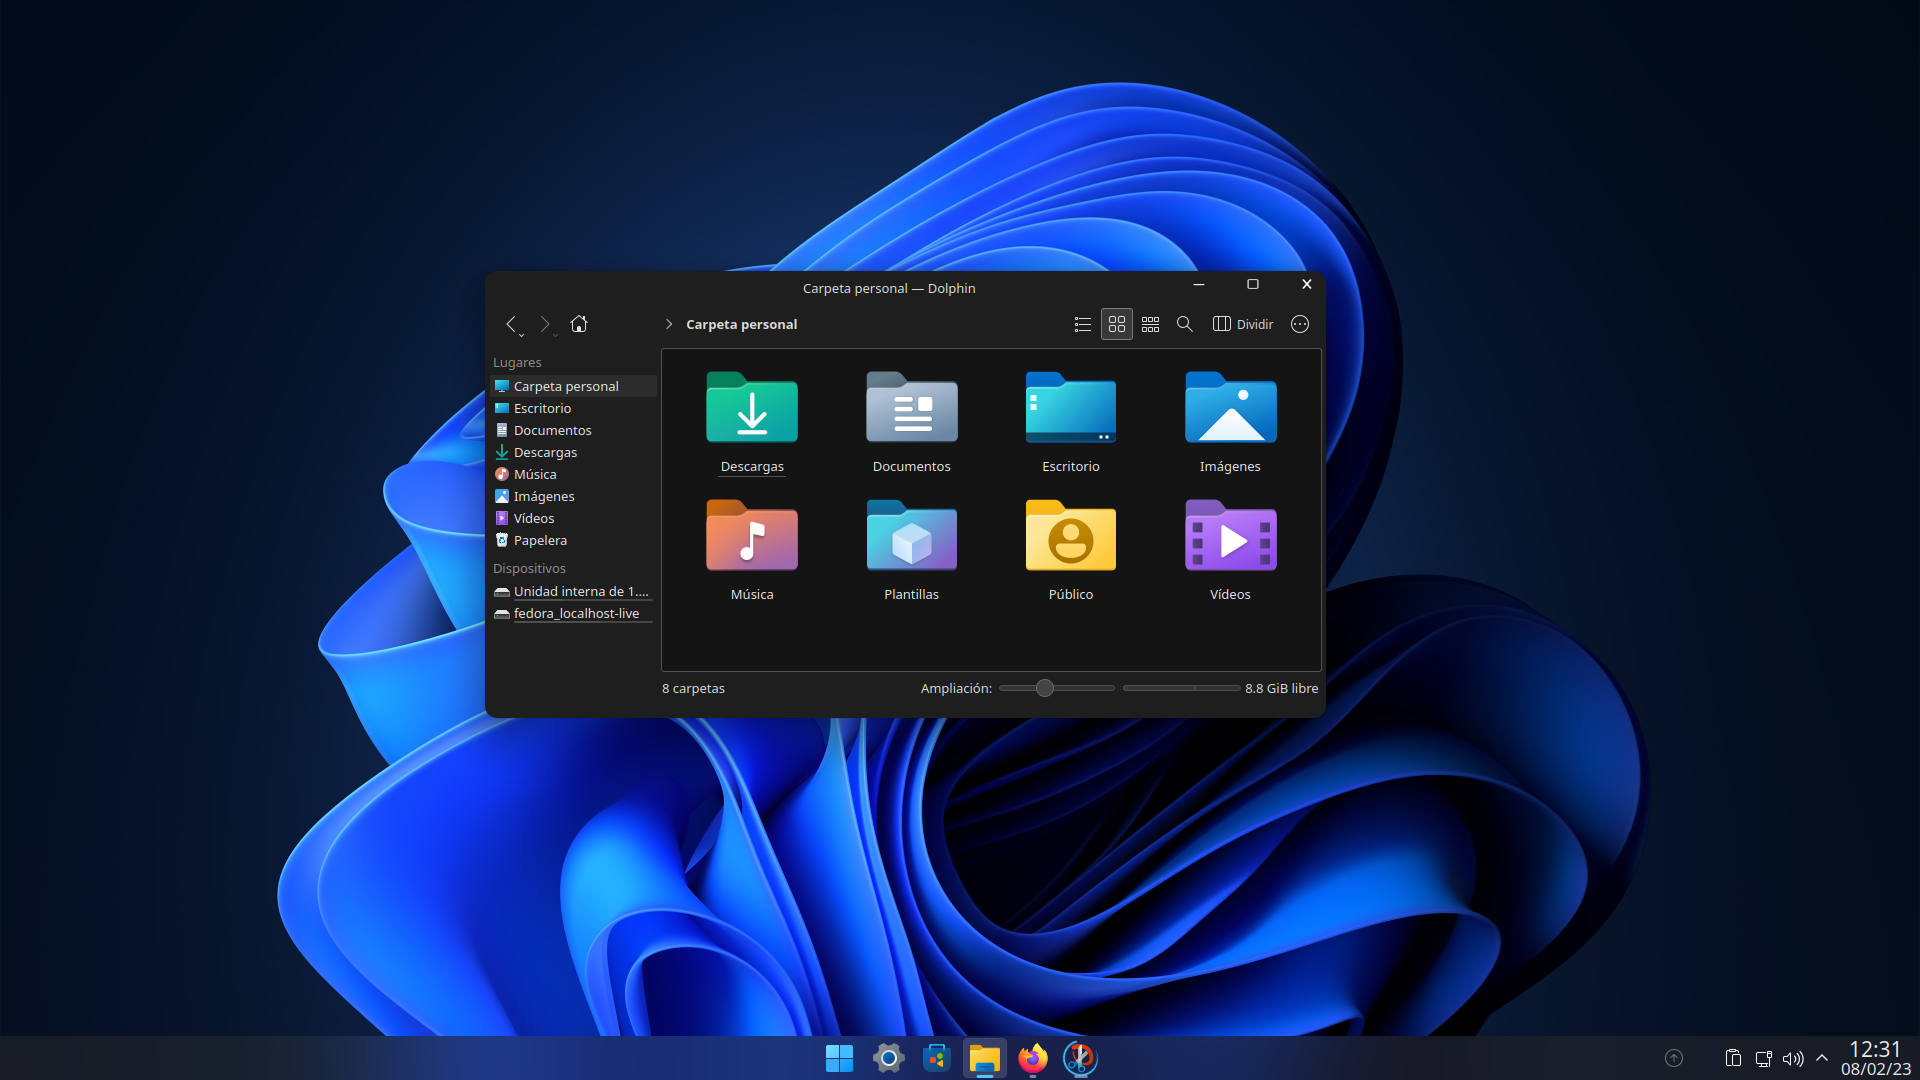 Carpeta personal — Dolphin
Carpeta personal
Dividir
Lugares
Carpeta personal
Escritorio
Documentos
Descargas
Música
Imágenes
Vídeos
Papelera
Dispositivos
Unidad interna de 1....
fedora_localhost-live
Descargas
Documentos
Escritorio
Imágenes
Música
Plantillas
Público
Vídeos
8 carpetas
Ampliación:
8.8 GiB libre
12:31
08/02/23